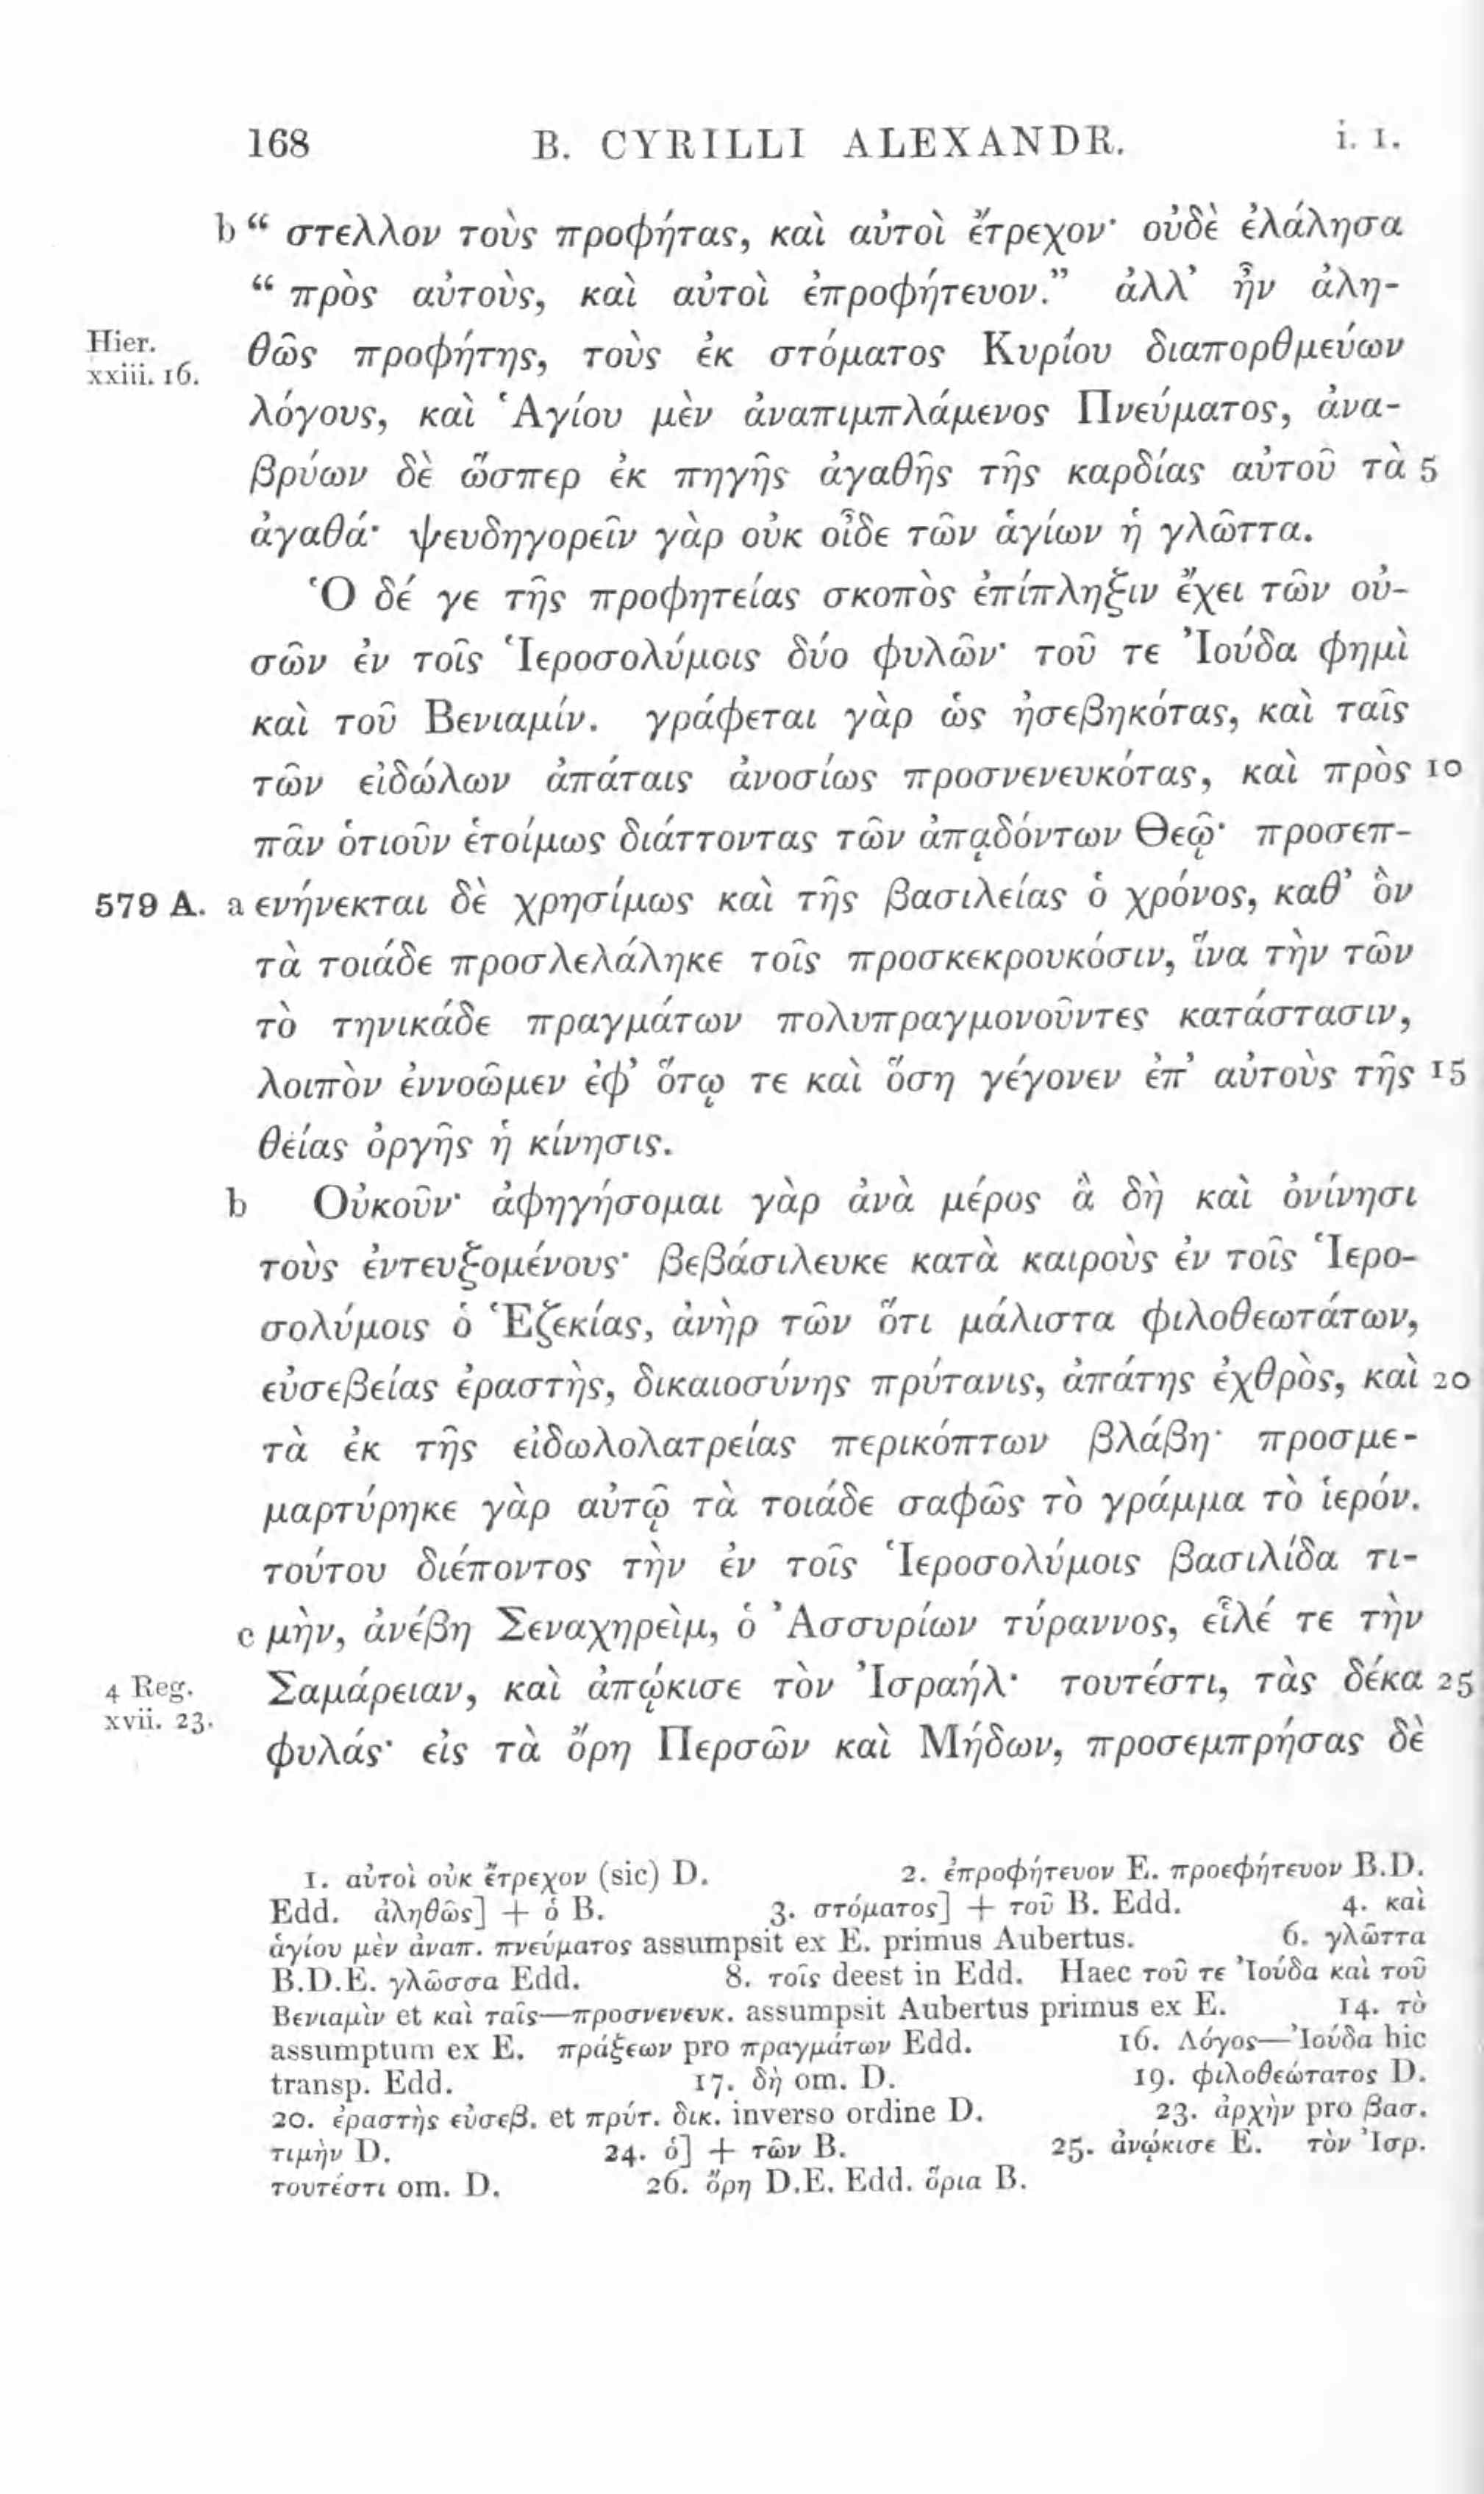 168 B. CYRILLI ALEXANDR. i. 1.
b “ στελλον τοὺς προφήτας, καὶ αὐτοὶ ἔτρεχον· οὐδὲ ἐλάλησα
“ πρὸς αὐτοὺς, καὶ αὐτοὶ ἐπροφήτευον.” ἀλλ’ ἦν ἀλη-
Hier. xxiii. 16. θῶς προφήτης, τοὺς ἐκ στόματος Κυρίου διαπορθμεύων
λόγους, καὶ Ἁγίου μὲν ἀναπιμπλάμενος Πνεύματος, ἀνα-
βρύων δὲ ὥσπερ ἐκ πηγῆς ἀγαθῆς τῆς καρδίας αὐτοῦ τὰ 5
ἀγαθά· ψευδηγορεῖν γὰρ οὐκ οἶδε τῶν ἁγίων ἡ γλῶττα.
Ὁ δέ γε τῆς προφητείας σκοπὸς ἐπίπληξιν ἔχει τῶν οὐ-
σῶν ἐν τοῖς Ἱεροσολύμοις δύο φυλῶν· τοῦ τε Ἰούδα φημὶ
καὶ τοῦ Βενιαμίν. γράφεται γὰρ ὡς ἠσεβηκότας, καὶ ταῖς
τῶν εἰδώλων ἀπάταις ἀνοσίως προσνενευκότας, καὶ πρὸς 10
πᾶν ὁτιοῦν ἑτοίμως διάττοντας τῶν ἀπᾳδόντων Θεῷ· προσεπ-
579 A. a ενήνεκται δὲ χρησίμως καὶ τῆς βασιλείας ὁ χρόνος, καθ’ ὃν
τὰ τοιάδε προσλελάληκε τοῖς προσκεκρουκόσιν, ἵνα τὴν τῶν
τὸ τηνικάδε πραγμάτων πολυπραγμονοῦντες κατάστασιν,
λοιπὸν ἐννοῶμεν ἐφ’ ὅτῳ τε καὶ ὅση γέγονεν ἐπ’ αὐτοὺς τῆς 15
θείας ὀργῆς ἡ κίνησις.
b Οὐκοῦν· ἀφηγήσομαι γὰρ ἀνὰ μέρος ἃ δὴ καὶ ὀνίνησι
τοὺς ἐντευξομένους· βεβάσιλευκε κατὰ καιροὺς ἐν τοῖς Ἱερο-
σολύμοις ὁ Ἑζεκίας, ἀνὴρ τῶν ὅτι μάλιστα φιλοθεωτάτων,
εὐσεβείας ἐραστὴς, δικαιοσύνης πρύτανις, ἀπάτης ἐχθρὸς, καὶ 20
τὰ ἐκ τῆς εἰδωλολατρείας περικόπτων βλάβη· προσμε-
μαρτύρηκε γὰρ αὐτῷ τὰ τοιάδε σαφῶς τὸ γράμμα τὸ ἱερόν.
τούτου διέποντος τὴν ἐν τοῖς Ἱεροσολύμοις βασιλίδα τι-
c μὴν, ἀνέβη Σεναχηρεὶμ, ὁ Ἀσσυρίων τύραννος, εἷλέ τε τὴν
4 Reg. xvii. 23. Σαμάρειαν, καὶ ἀπῴκισε τὸν Ἰσραήλ· τουτέστι, τὰς δέκα 25
φυλάς· εἰς τὰ ὄρη Περσῶν καὶ Μήδων, προσεμπρήσας δὲ
1. αὐτοὶ οὐκ ἔτρεχον (sic) D. 2. ἐπροφήτευον E. προεφήτευον B.D.
Edd. ἀληθῶς] + ὁ B. 3. στόματος] + τοῦ B. Edd. 4. καὶ
ἁγίου μὲν ἀναπ. πνεύματος assumpsit ex E. primus Aubertus. 6. γλῶττα
B.D.E. γλῶσσα Edd. 8. τοῖς deest in Edd. Haec τοῦ τε Ἰούδα καὶ τοῦ
Βενιαμὶν et καὶ ταῖς—προσνενευκ. assumpsit Aubertus primus ex E. 14. τὸ
assumptum ex E. πράξεων pro πραγμάτων Edd. 16. Λόγος—Ἰούδα hic
transp. Edd. 17. δὴ om. D. 19. φιλοθεώτατος D.
20. ἐραστὴς εὐσεβ. et πρύτ. δικ. inverso ordine D. 23. ἀρχὴν pro βασ.
τιμὴν D. 24. ὁ] + τῶν B. 25. ἀνῴκισε E. τὸν Ἰσρ.
τουτέστι om. D. 26. ὄρη D.E. Edd. ὅρια B.